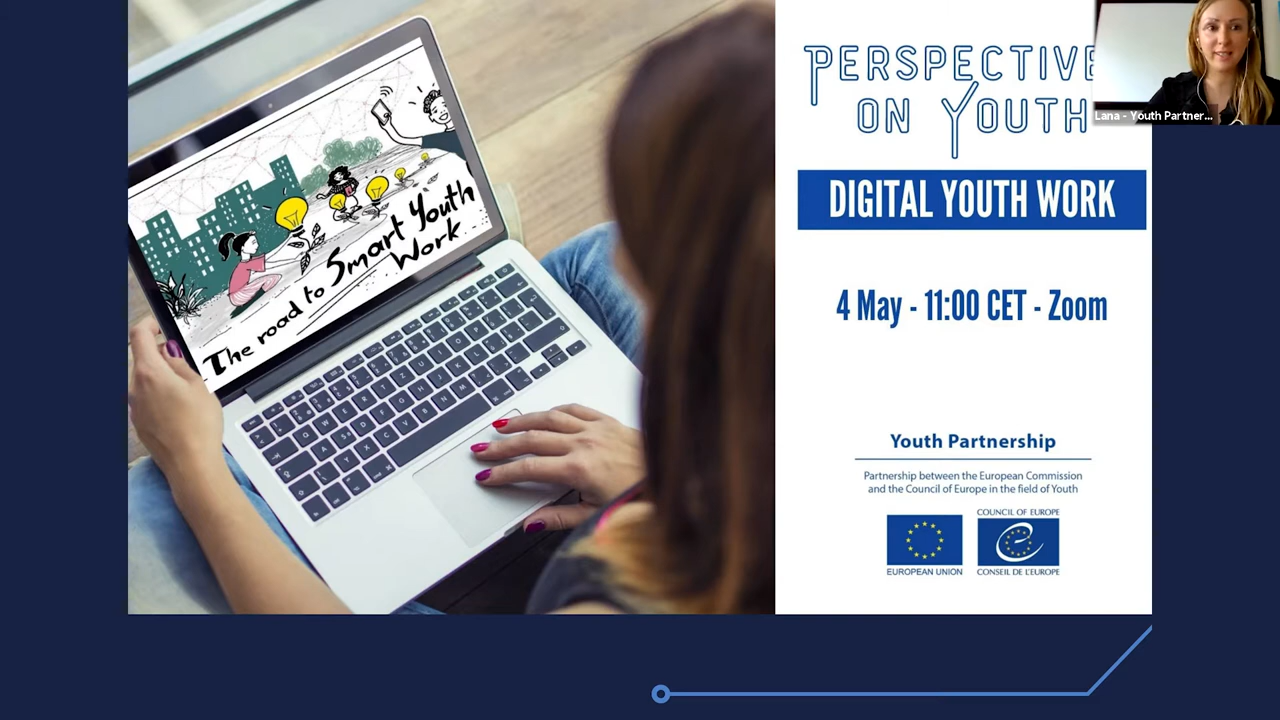 The road to Smart Youth
Work
PERSPECTIVE
ON YOUTH
Lana - Youth Partner...
DIGITAL YOUTH WORK
4 May - 11:00 CET - Zoom
Youth Partnership
Partnership between the European Commission
and the Council of Europe in the field of Youth
COUNCIL OF EUROPE
EUROPEAN UNION
CONSEIL DE L'EUROPE